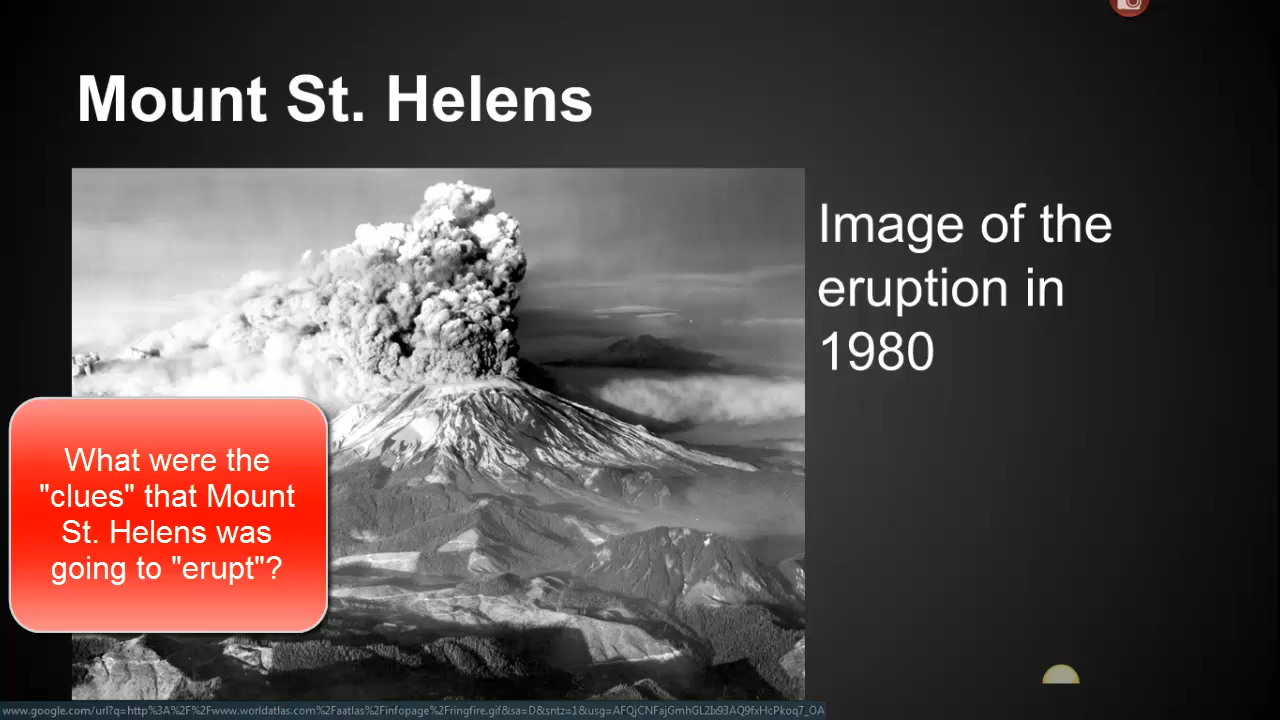 Mount St. Helens
Image of the
eruption in
1980
What were the
"clues" that Mount
St. Helens was
going to "erupt"?
www.google.com/url?q=http%3A%2F%2Fwww.worldatlas.com%2Faatlas%2Finfopage%2Fringfire.gif&sa=D&sntz=1&usg=AFQjCNFajGmhGL2Ix93AQ9fxHcPkoq7_OA